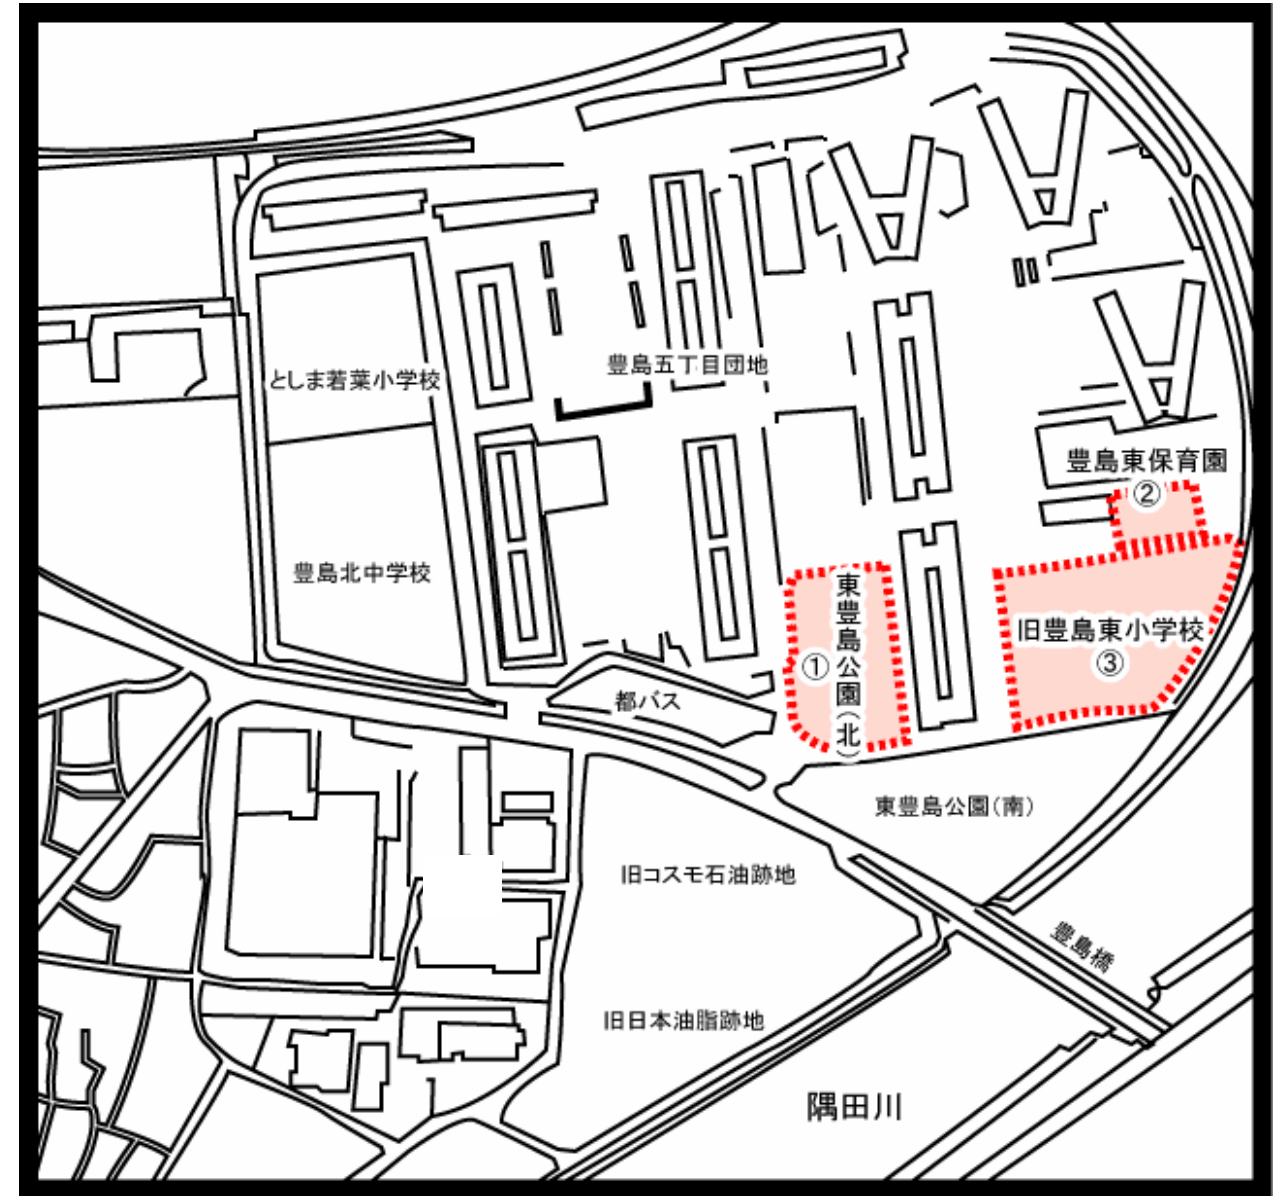 豊島五丁目団地
としま若葉小学校
豊島東保育園
②
豊島北中学校
東豊島公園(北)
①
旧豊島東小学校
③
都バス
東豊島公園(南)
旧コスモ石油跡地
豊島橋
旧日本油脂跡地
隅田川